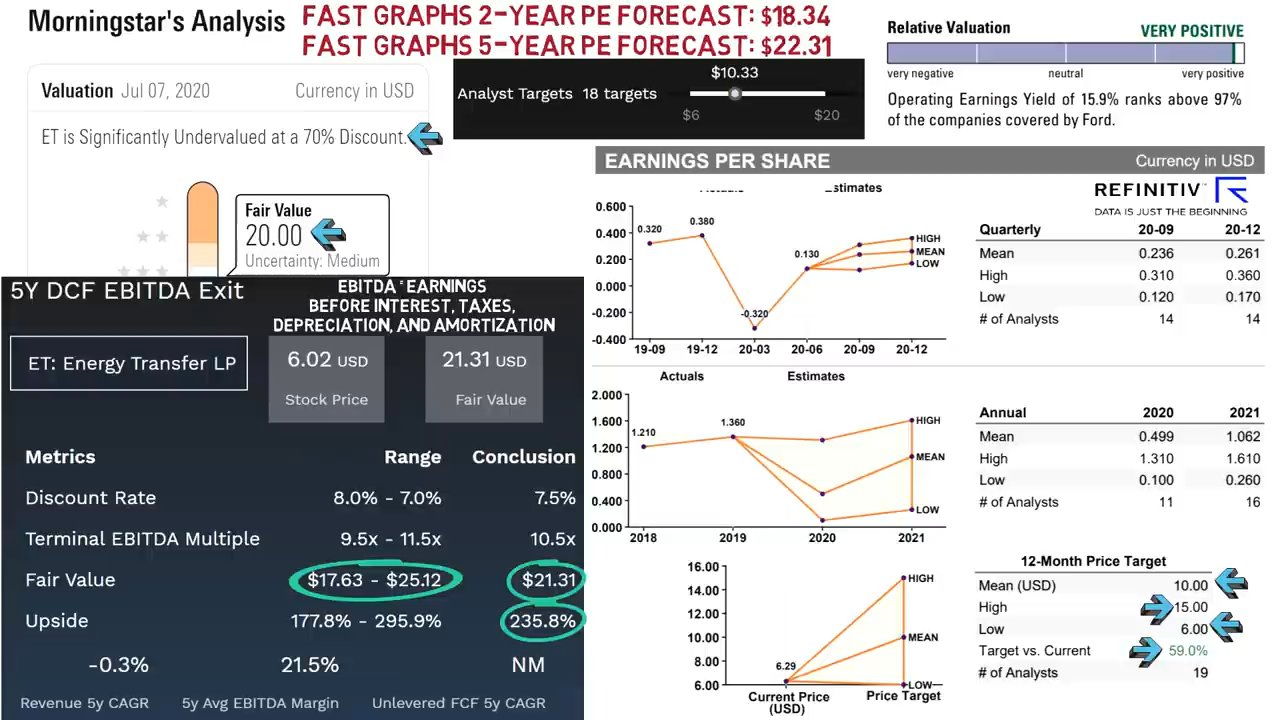 Morningstar's Analysis
FAST GRAPHS 2-YEAR PE FORECAST: $18.34
FAST GRAPHS 5-YEAR PE FORECAST: $22.31
Valuation Jul 07, 2020 Currency in USD
ET is Significantly Undervalued at a 70% Discount.
Fair Value
20.00
Uncertainty: Medium
Analyst Targets 18 targets
$10.33
$6 $20
Relative Valuation VERY POSITIVE
very negative neutral very positive
Operating Earnings Yield of 15.9% ranks above 97%
of the companies covered by Ford.
5Y DCF EBITDA Exit
EBITDA = EARNINGS
BEFORE INTEREST, TAXES,
DEPRECIATION, AND AMORTIZATION
ET: Energy Transfer LP
6.02 USD 21.31 USD
Stock Price Fair Value
Metrics Range Conclusion
Discount Rate 8.0% - 7.0% 7.5%
Terminal EBITDA Multiple 9.5x - 11.5x 10.5x
Fair Value $17.63 - $25.12 $21.31
Upside 177.8% - 295.9% 235.8%
-0.3% 21.5% NM
Revenue 5y CAGR 5y Avg EBITDA Margin Unlevered FCF 5y CAGR
EARNINGS PER SHARE Currency in USD
REFINITIV
DATA IS JUST THE BEGINNING
Estimates
0.600
0.400
0.200
0.000
-0.200
-0.400
0.320
0.380
-0.320
0.130
HIGH
MEAN
LOW
19-09 19-12 20-03 20-06 20-09 20-12
Quarterly 20-09 20-12
Mean 0.236 0.261
High 0.310 0.360
Low 0.120 0.170
# of Analysts 14 14
Actuals Estimates
2.000
1.600
1.200
0.800
0.400
0.000
1.210
1.360
HIGH
MEAN
LOW
2018 2019 2020 2021
Annual 2020 2021
Mean 0.499 1.062
High 1.310 1.610
Low 0.100 0.260
# of Analysts 11 16
16.00
14.00
12.00
10.00
8.00
6.00
6.29
HIGH
MEAN
LOW
Current Price Price Target
(USD)
12-Month Price Target
Mean (USD) 10.00
High 15.00
Low 6.00
Target vs. Current 59.0%
# of Analysts 19